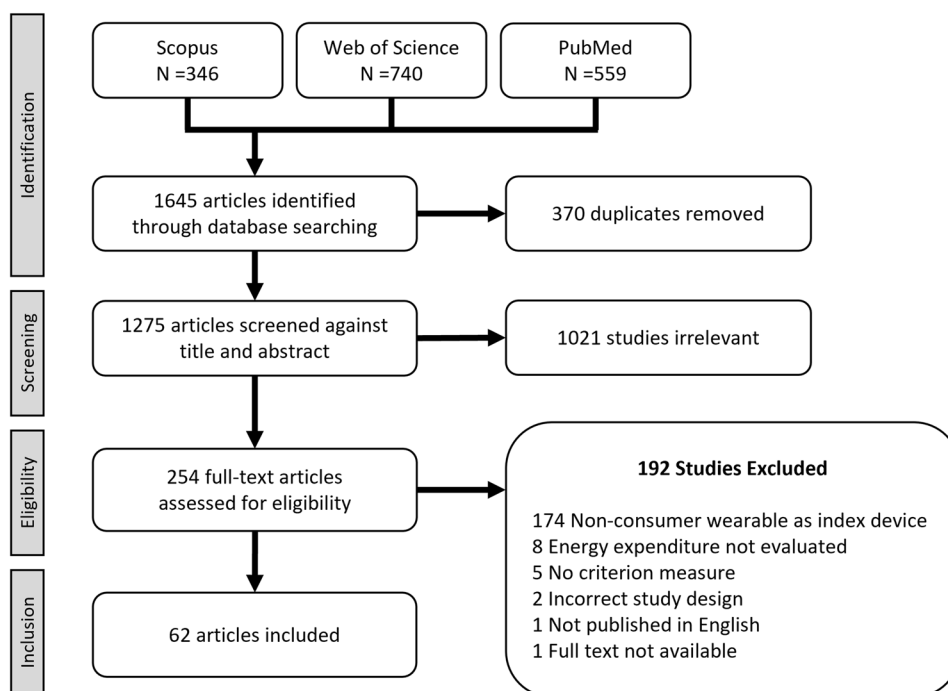 Identification
Scopus
N =346
Web of Science
N =740
PubMed
N =559
1645 articles identified
through database searching
370 duplicates removed
Screening
1275 articles screened against
title and abstract
1021 studies irrelevant
Eligibility
254 full-text articles
assessed for eligibility
192 Studies Excluded
174 Non-consumer wearable as index device
8 Energy expenditure not evaluated
5 No criterion measure
2 Incorrect study design
1 Not published in English
1 Full text not available
Inclusion
62 articles included